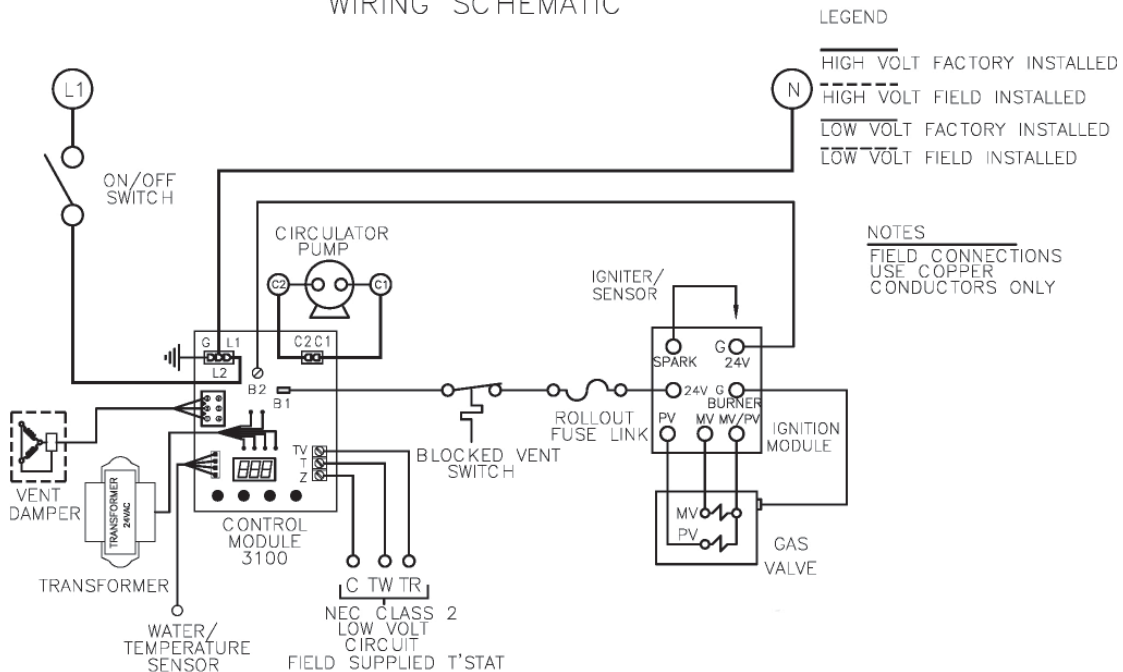 WIRING SCHEMATIC
LEGEND
HIGH VOLT FACTORY INSTALLED
HIGH VOLT FIELD INSTALLED
LOW VOLT FACTORY INSTALLED
LOW VOLT FIELD INSTALLED
NOTES
FIELD CONNECTIONS
USE COPPER
CONDUCTORS ONLY
L1
N
ON/OFF
SWITCH
CIRCULATOR
PUMP
C2
C1
G L1
L2
C2 C1
B2
B1
IGNITER/
SENSOR
SPARK
G
24V
24V
G
BURNER
PV
MV
MV/PV
IGNITION
MODULE
BLOCKED VENT
SWITCH
ROLLOUT
FUSE LINK
VENT
DAMPER
TRANSFORMER
24VAC
TRANSFORMER
TV
T
Z
CONTROL
MODULE
3100
MV
PV
GAS
VALVE
C TW TR
NEC CLASS 2
LOW VOLT
CIRCUIT
FIELD SUPPLIED T'STAT
WATER/
TEMPERATURE
SENSOR